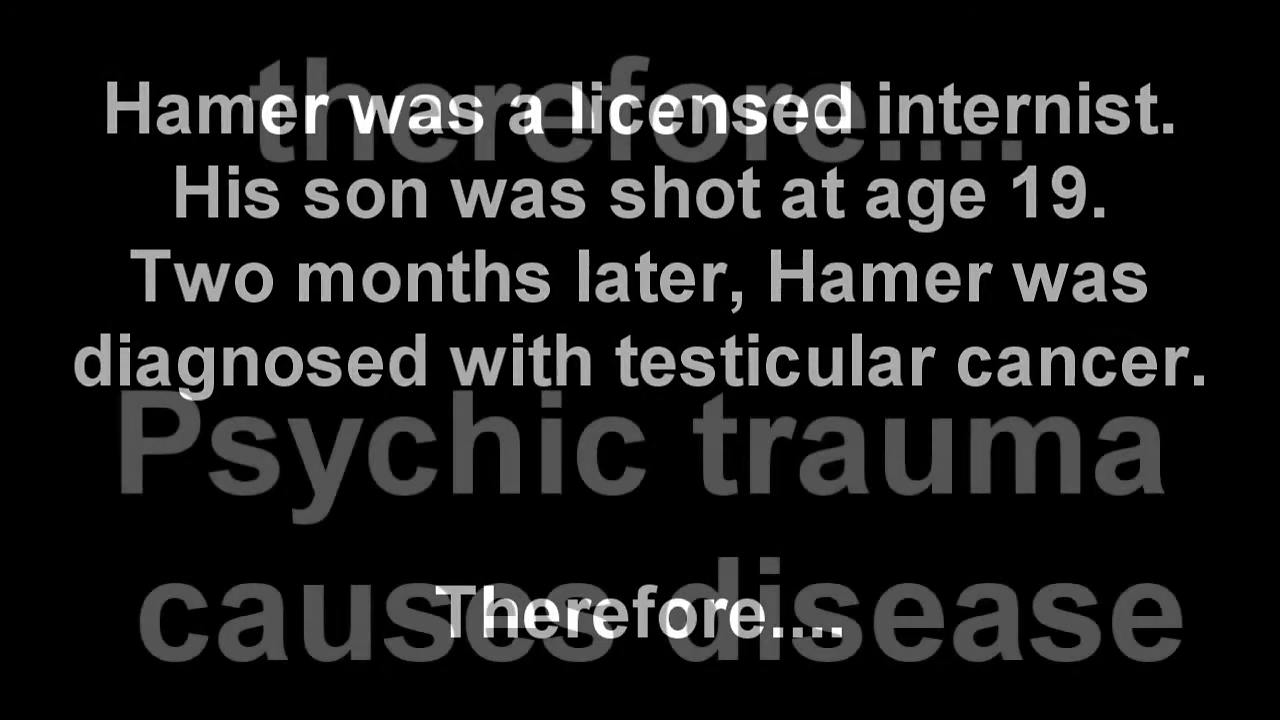 therefore....
Hamer was a licensed internist.
His son was shot at age 19.
Two months later, Hamer was
diagnosed with testicular cancer.
Psychic trauma
causes disease
Therefore....